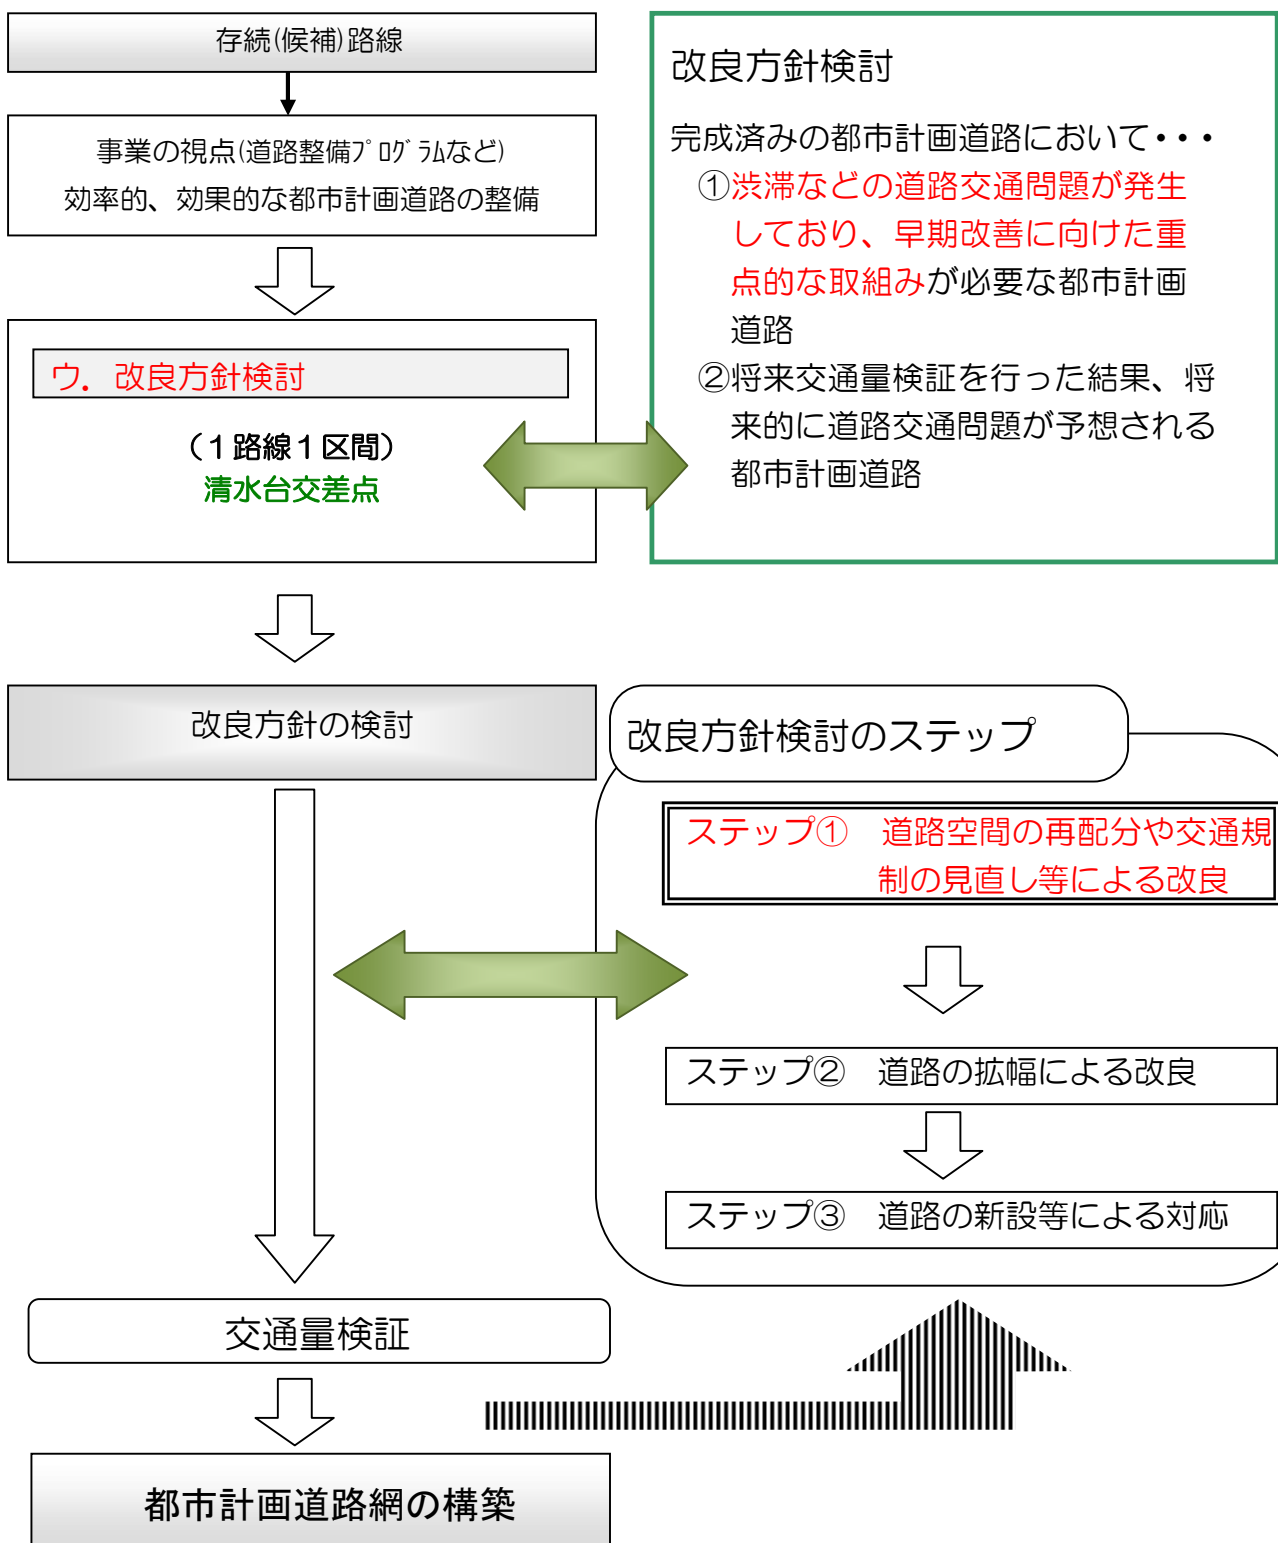 存続(候補)路線
事業の視点(道路整備ﾌﾟﾛｸﾞﾗﾑなど)
効率的、効果的な都市計画道路の整備
ウ．改良方針検討
（１路線１区間）
清水台交差点
改良方針検討
完成済みの都市計画道路において・・・
①渋滞などの道路交通問題が発生
しており、早期改善に向けた重
点的な取組みが必要な都市計画
道路
②将来交通量検証を行った結果、将
来的に道路交通問題が予想される
都市計画道路
改良方針の検討
改良方針検討のステップ
ステップ①　道路空間の再配分や交通規
制の見直し等による改良
ステップ②　道路の拡幅による改良
ステップ③　道路の新設等による対応
交通量検証
都市計画道路網の構築